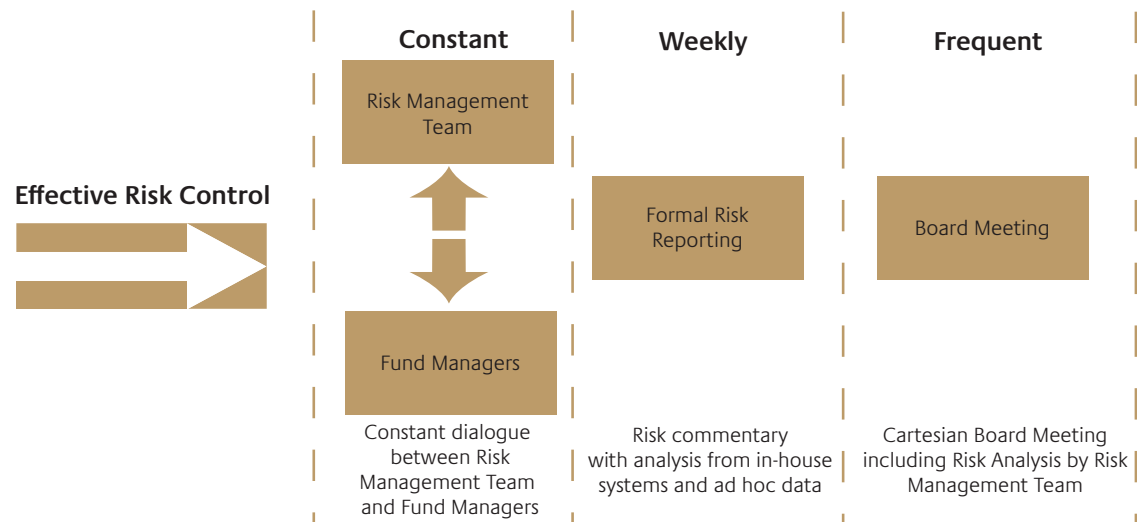 Effective Risk Control
Constant
Risk Management
Team
Fund Managers
Constant dialogue
between Risk
Management Team
and Fund Managers
Weekly
Formal Risk
Reporting
Risk commentary
with analysis from in-house
systems and ad hoc data
Frequent
Board Meeting
Cartesian Board Meeting
including Risk Analysis by Risk
Management Team